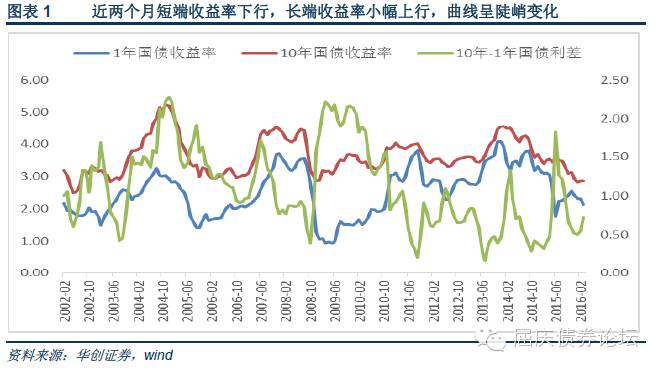 图表 1 近两个月短端收益率下行，长端收益率小幅上行，曲线呈陡峭变化
1年国债收益率 10年国债收益率 10年-1年国债利差
6.00 2.50
5.00 2.00
4.00 1.50
3.00 1.00
2.00 0.50
1.00 0.00
0.00
2002-02 2002-10 2003-06 2004-02 2004-10 2005-06 2006-02 2006-10 2007-06 2008-02 2008-10 2009-06 2010-02 2010-10 2011-06 2012-02 2012-10 2013-06 2014-02 2014-10 2015-06 2016-02
屈庆债券论坛
资料来源：华创证券，wind